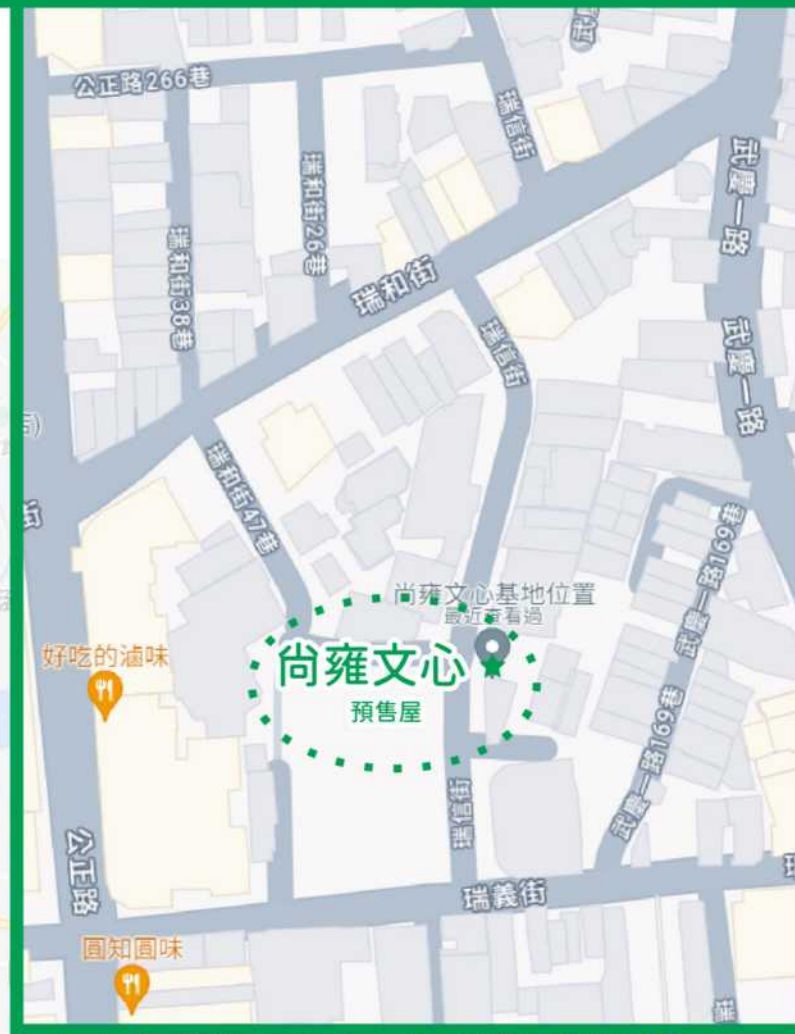 公正路266巷
瑞信街
瑞和街26巷
武慶一路
瑞和街38巷
瑞和街
瑞信街
武慶一路
街
瑞和街47巷
武慶一路169巷
尚雍文心基地位置
最近查看過
好吃的滷味
尚雍文心
預售屋
武慶一路169巷
公正路
瑞信街
瑞義街
圓知圓味